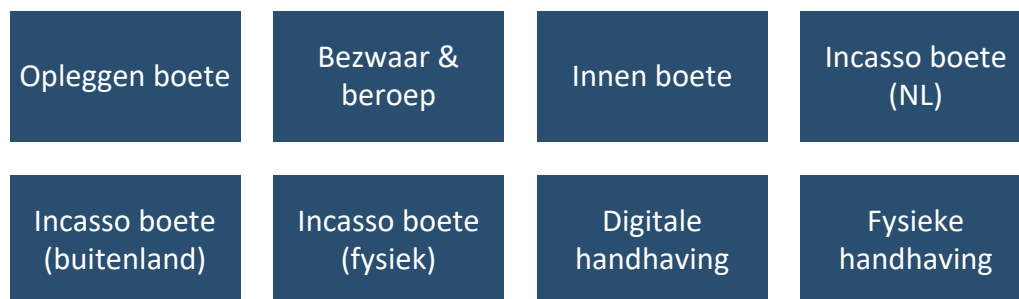 Opleggen boete
Bezwaar &
beroep
Innen boete
Incasso boete
(NL)
Incasso boete
(buitenland)
Incasso boete
(fysiek)
Digitale
handhaving
Fysieke
handhaving